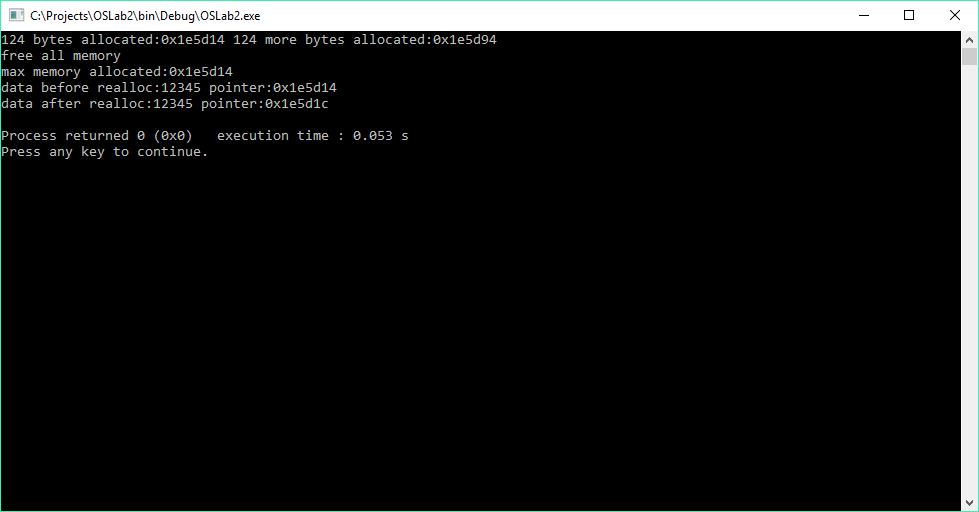 C:\Projects\OSLab2\bin\Debug\OSLab2.exe
124 bytes allocated:0x1e5d14 124 more bytes allocated:0x1e5d94
free all memory
max memory allocated:0x1e5d14
data before realloc:12345 pointer:0x1e5d14
data after realloc:12345 pointer:0x1e5d1c
Process returned 0 (0x0)   execution time : 0.053 s
Press any key to continue.